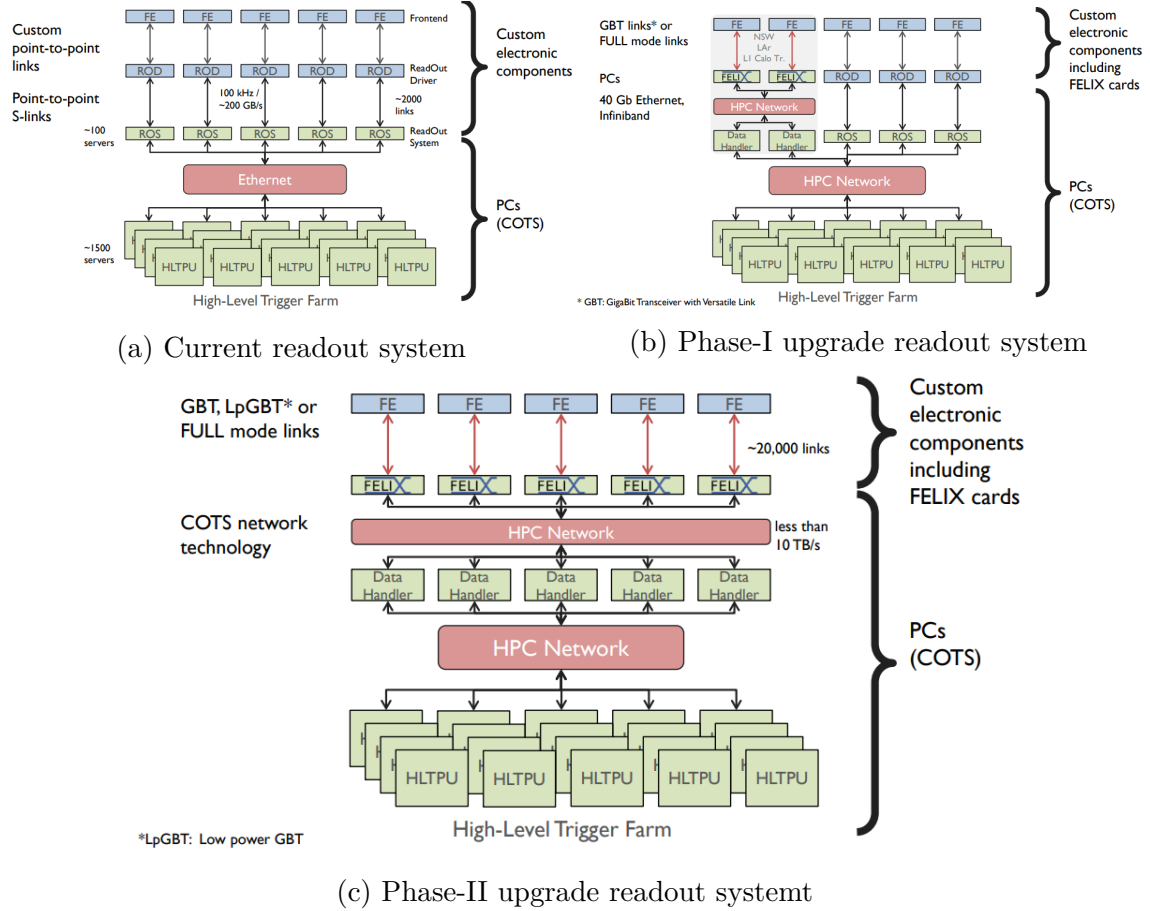 FE FE FE FE FE Frontend
Custom
point-to-point
links
ROD ROD ROD ROD ROD ReadOut
Driver
Point-to-point
S-links
100 kHz /
~200 GB/s
~2000
links
~100
servers
ROS ROS ROS ROS ROS ReadOut
System
Custom
electronic
components
Ethernet
PCs
(COTS)
~1500
servers
HLTPU HLTPU HLTPU HLTPU HLTPU
High-Level Trigger Farm
(a) Current readout system
GBT links* or
FULL mode links
FE FE FE FE FE
NSW
LAr
L1 Calo Tr.
Custom
electronic
components
including
FELIX cards
PCs
FELIX FELIX ROD ROD ROD
40 Gb Ethernet,
Infiniband
HPC Network
Data
Handler
Data
Handler
ROS ROS ROS
HPC Network
PCs
(COTS)
HLTPU HLTPU HLTPU HLTPU HLTPU
* GBT: GigaBit Transceiver with Versatile Link
High-Level Trigger Farm
(b) Phase-I upgrade readout system
GBT, LpGBT* or
FULL mode links
FE FE FE FE FE
~20,000 links
Custom
electronic
components
including
FELIX cards
FELIX FELIX FELIX FELIX FELIX
COTS network
technology
HPC Network
less than
10 TB/s
Data Data Data Data Data
Handler Handler Handler Handler Handler
HPC Network
PCs
(COTS)
HLTPU HLTPU HLTPU HLTPU HLTPU
High-Level Trigger Farm
*LpGBT: Low power GBT
(c) Phase-II upgrade readout systemt